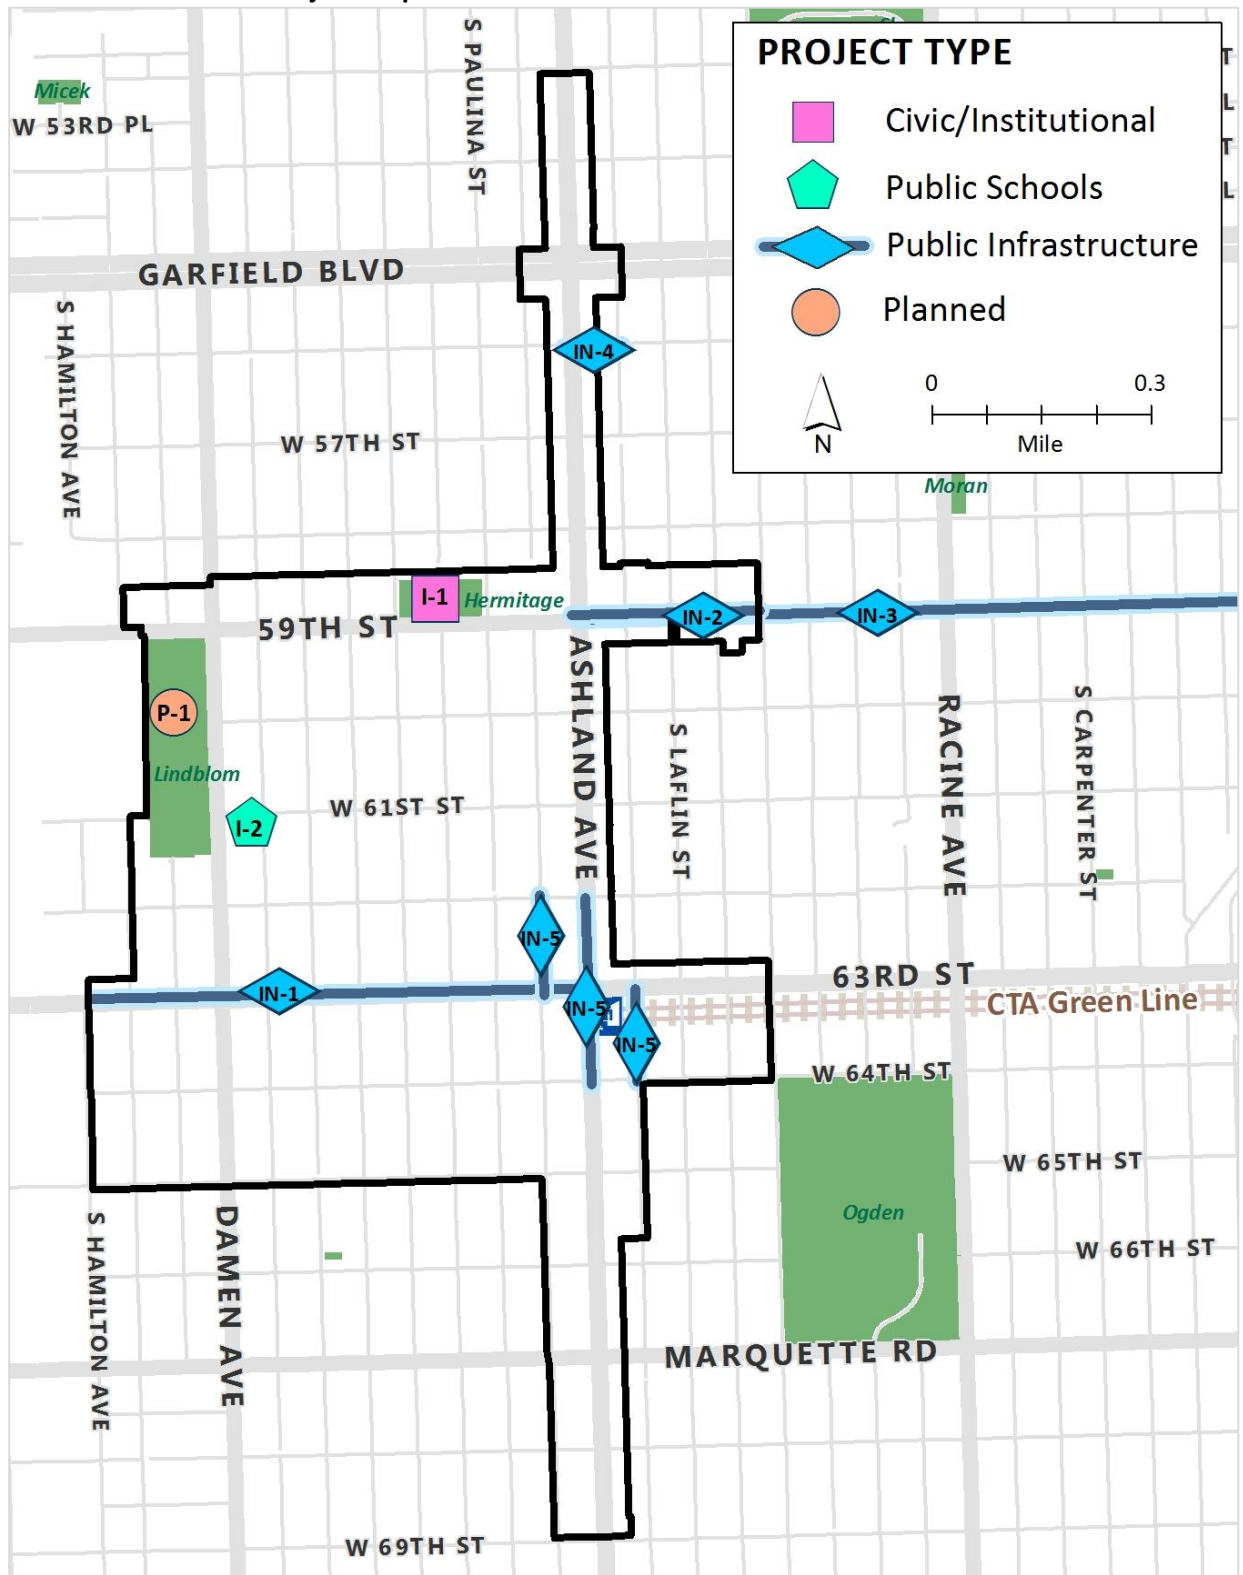 PROJECT TYPE
Civic/Institutional
Public Schools
Public Infrastructure
Planned
0
0.3
Mile
N
S PAULINA ST
Micek
W 53RD PL
GARFIELD BLVD
S HAMILTON AVE
IN-4
W 57TH ST
Moran
I-1
Hermitage
59TH ST
IN-2
IN-3
P-1
Lindblom
ASHLAND AVE
S LAFLIN ST
RACINE AVE
S CARPENTER ST
W 61ST ST
I-2
IN-5
63RD ST
IN-1
IN-5
CTA Green Line
IN-5
W 64TH ST
W 65TH ST
Ogden
S HAMILTON AVE
DAMEN AVE
W 66TH ST
MARQUETTE RD
W 69TH ST